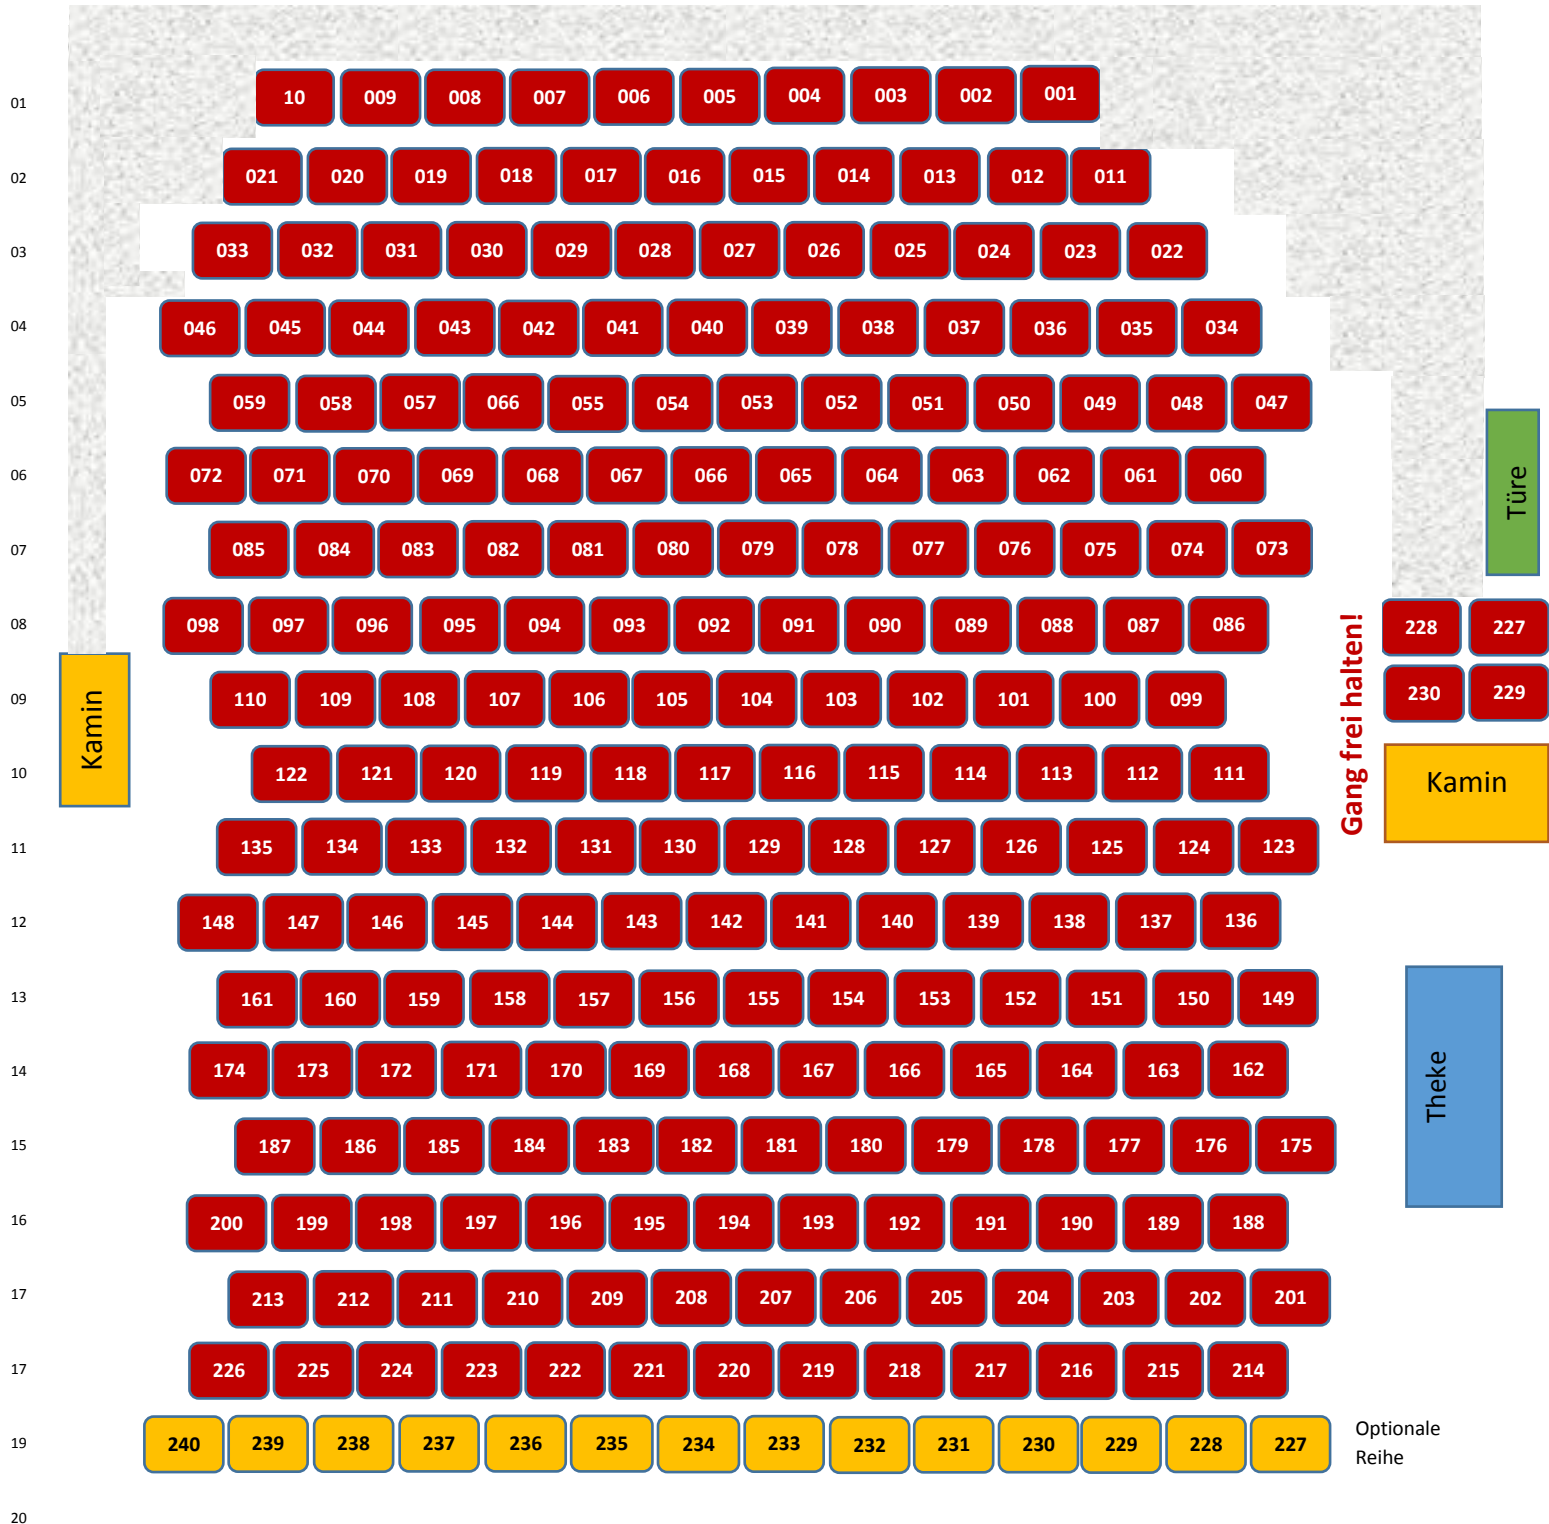 01 10 009 008 007 006 005 004 003 002 001
02 021 020 019 018 017 016 015 014 013 012 011
03 033 032 031 030 029 028 027 026 025 024 023 022
04 046 045 044 043 042 041 040 039 038 037 036 035 034
05 059 058 057 066 055 054 053 052 051 050 049 048 047
06 072 071 070 069 068 067 066 065 064 063 062 061 060
Türe
07 085 084 083 082 081 080 079 078 077 076 075 074 073
08 098 097 096 095 094 093 092 091 090 089 088 087 086 228 227
Gang frei halten!
09 110 109 108 107 106 105 104 103 102 101 100 099 230 229
Kamin
10 122 121 120 119 118 117 116 115 114 113 112 111 Kamin
11 135 134 133 132 131 130 129 128 127 126 125 124 123
12 148 147 146 145 144 143 142 141 140 139 138 137 136
13 161 160 159 158 157 156 155 154 153 152 151 150 149
14 174 173 172 171 170 169 168 167 166 165 164 163 162
Theke
15 187 186 185 184 183 182 181 180 179 178 177 176 175
16 200 199 198 197 196 195 194 193 192 191 190 189 188
17 213 212 211 210 209 208 207 206 205 204 203 202 201
17 226 225 224 223 222 221 220 219 218 217 216 215 214
19 240 239 238 237 236 235 234 233 232 231 230 229 228 227 Optionale
Reihe
20